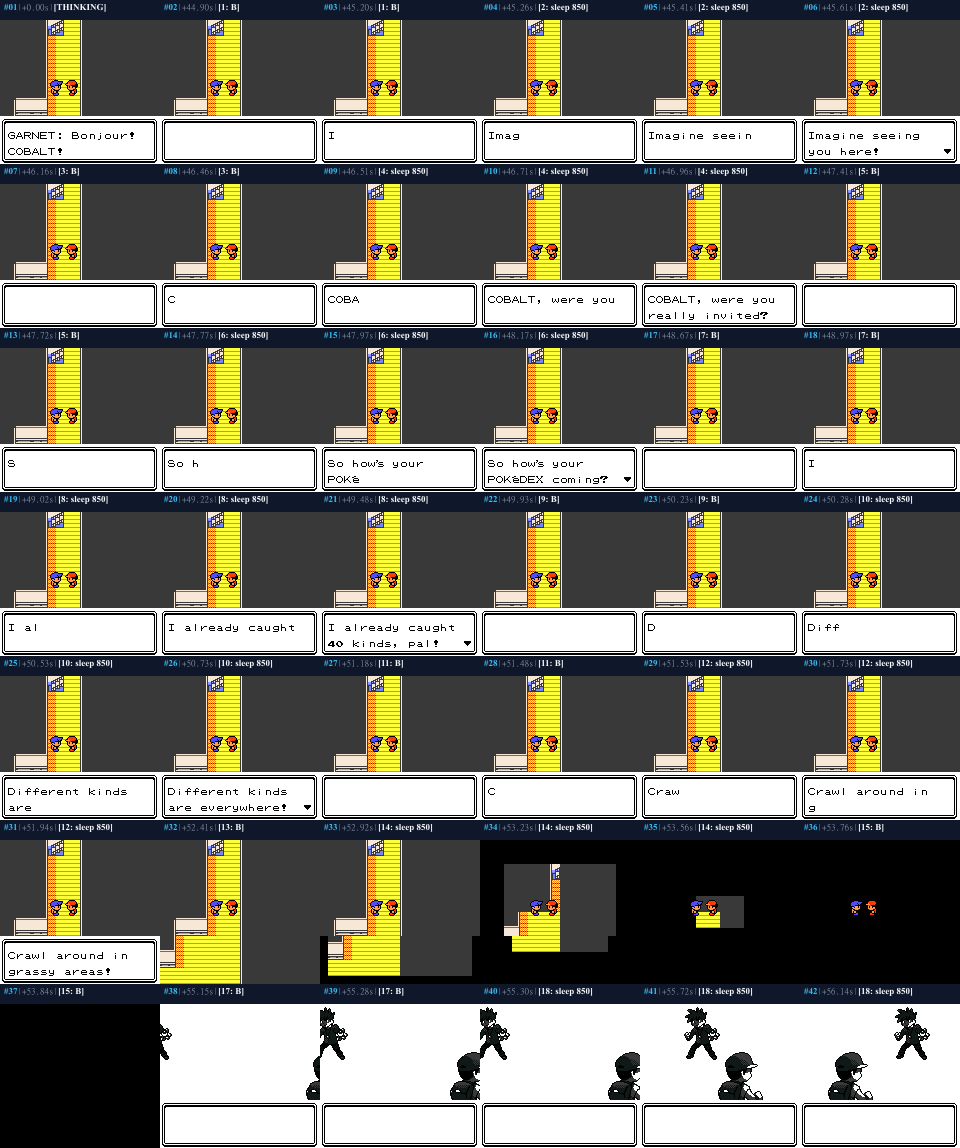 #01|+0.00s|[THINKING]
GARNET: Bonjour!
COBALT!
#02|+44.90s|[1: B]
#03|+45.20s|[1: B]
I
#04|+45.26s|[2: sleep 850]
Imag
#05|+45.41s|[2: sleep 850]
Imagine seein
#06|+45.61s|[2: sleep 850]
Imagine seeing
you here!
#07|+46.16s|[3: B]
#08|+46.46s|[3: B]
C
#09|+46.51s|[4: sleep 850]
COBA
#10|+46.71s|[4: sleep 850]
COBALT, were you
#11|+46.96s|[4: sleep 850]
COBALT, were you
really invited?
#12|+47.41s|[5: B]
#13|+47.72s|[5: B]
S
#14|+47.77s|[6: sleep 850]
So h
#15|+47.97s|[6: sleep 850]
So how's your
POKé
#16|+48.17s|[6: sleep 850]
So how's your
POKéDEX coming?
#17|+48.67s|[7: B]
#18|+48.97s|[7: B]
I
#19|+49.02s|[8: sleep 850]
I al
#20|+49.22s|[8: sleep 850]
I already caught
#21|+49.48s|[8: sleep 850]
I already caught
40 kinds, pal!
#22|+49.93s|[9: B]
#23|+50.23s|[9: B]
D
#24|+50.28s|[10: sleep 850]
Diff
#25|+50.53s|[10: sleep 850]
Different kinds
are
#26|+50.73s|[10: sleep 850]
Different kinds
are everywhere!
#27|+51.18s|[11: B]
#28|+51.48s|[11: B]
C
#29|+51.53s|[12: sleep 850]
Craw
#30|+51.73s|[12: sleep 850]
Crawl around in
g
#31|+51.94s|[12: sleep 850]
Crawl around in
grassy areas!
#32|+52.41s|[13: B]
#33|+52.92s|[14: sleep 850]
#34|+53.23s|[14: sleep 850]
#35|+53.56s|[14: sleep 850]
#36|+53.76s|[15: B]
#37|+53.84s|[15: B]
#38|+55.15s|[17: B]
#39|+55.28s|[17: B]
#40|+55.30s|[18: sleep 850]
#41|+55.72s|[18: sleep 850]
#42|+56.14s|[18: sleep 850]